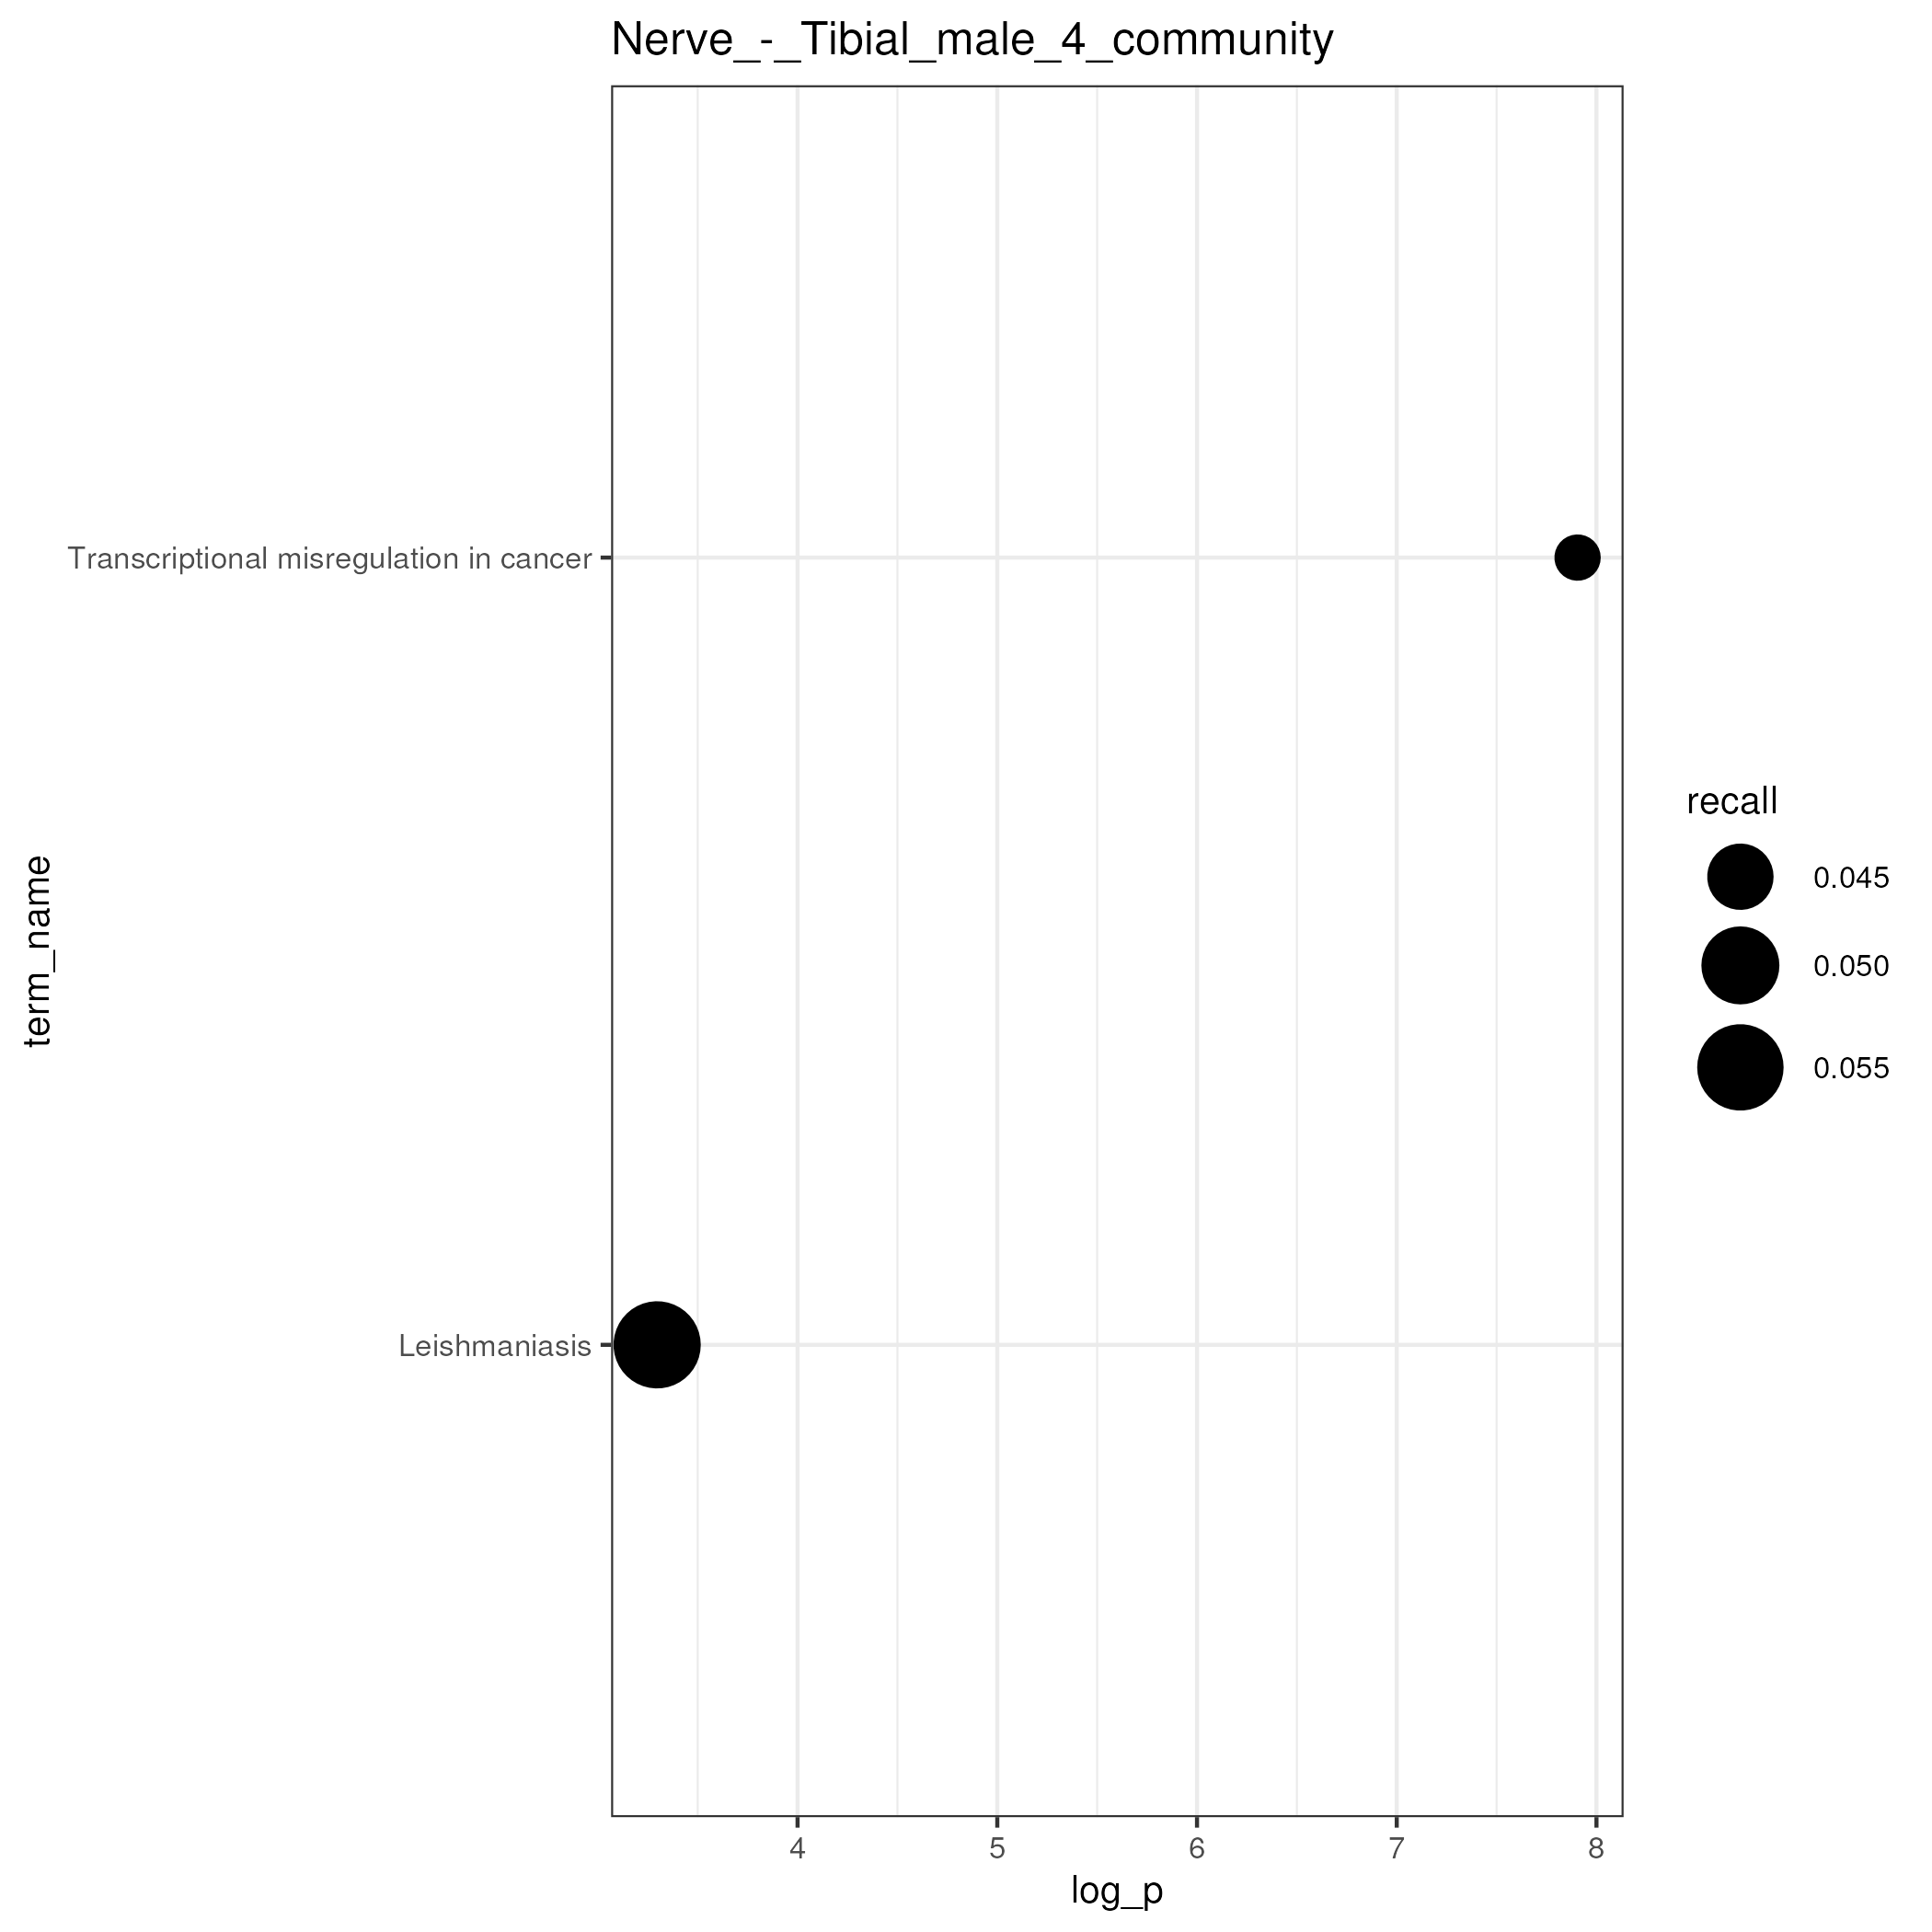 Nerve_-_Tibial_male_4_community
term_name
Transcriptional misregulation in cancer
Leishmaniasis
4 5 6 7 8
log_p
recall
0.045
0.050
0.055